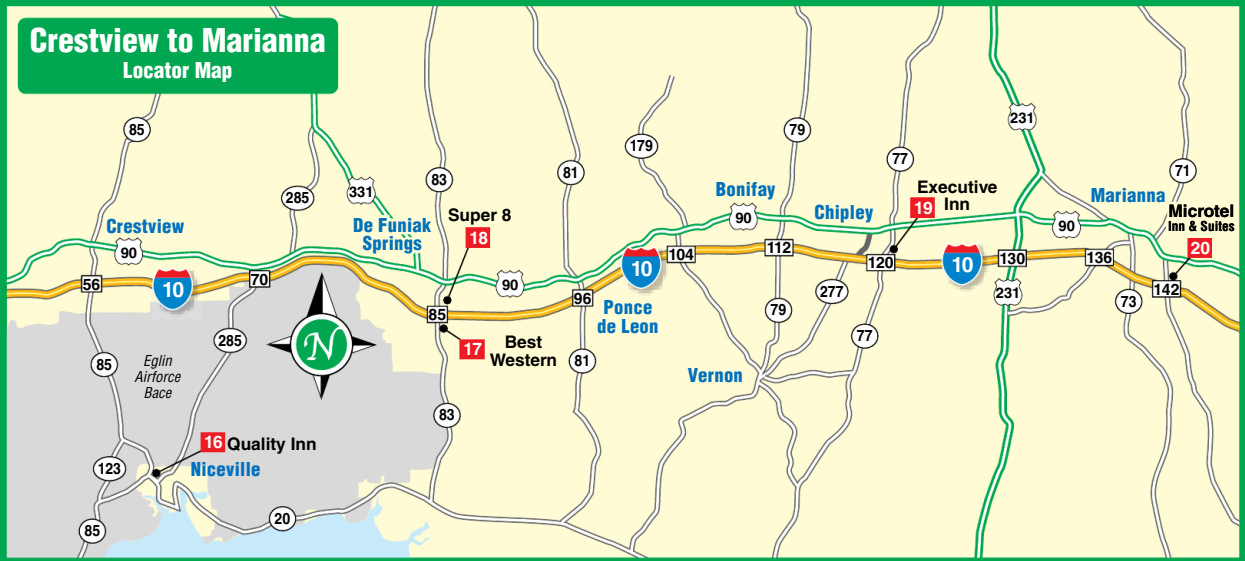 Crestview to Marianna
Locator Map
85
285
331
83
81
179
79
77
231
71
Crestview
90
De Funiak
Springs
Super 8
18
90
Bonifay
90
Chipley
Executive
Inn
19
90
Marianna
Microtel
Inn & Suites
20
56
10
70
85
96
10
104
112
120
10
130
136
142
Ponce
de Leon
N
17
Best
Western
285
85
Eglin
Airforce
Bace
81
79
277
77
231
73
Vernon
83
16
Quality Inn
Niceville
123
20
85